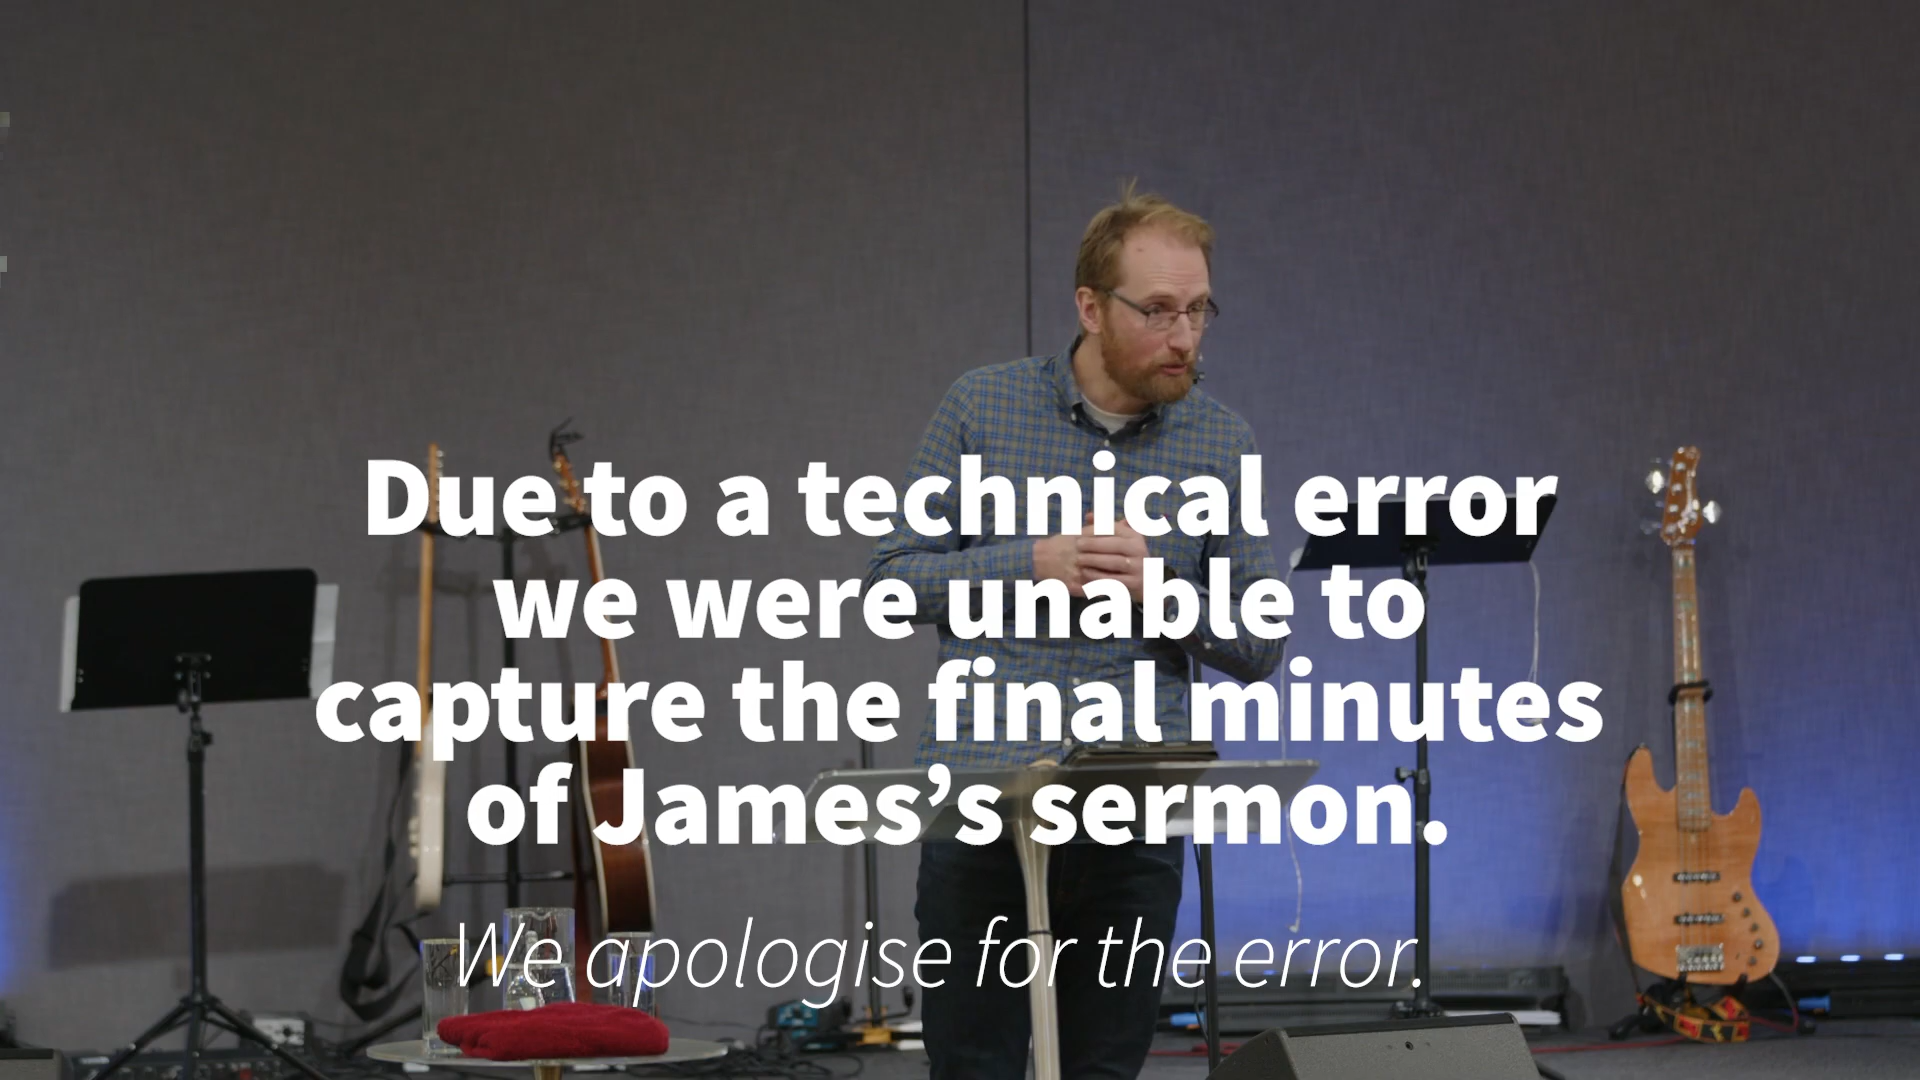 Due to a technical error
we were unable to
capture the final minutes
of James’s sermon.
We apologise for the error.